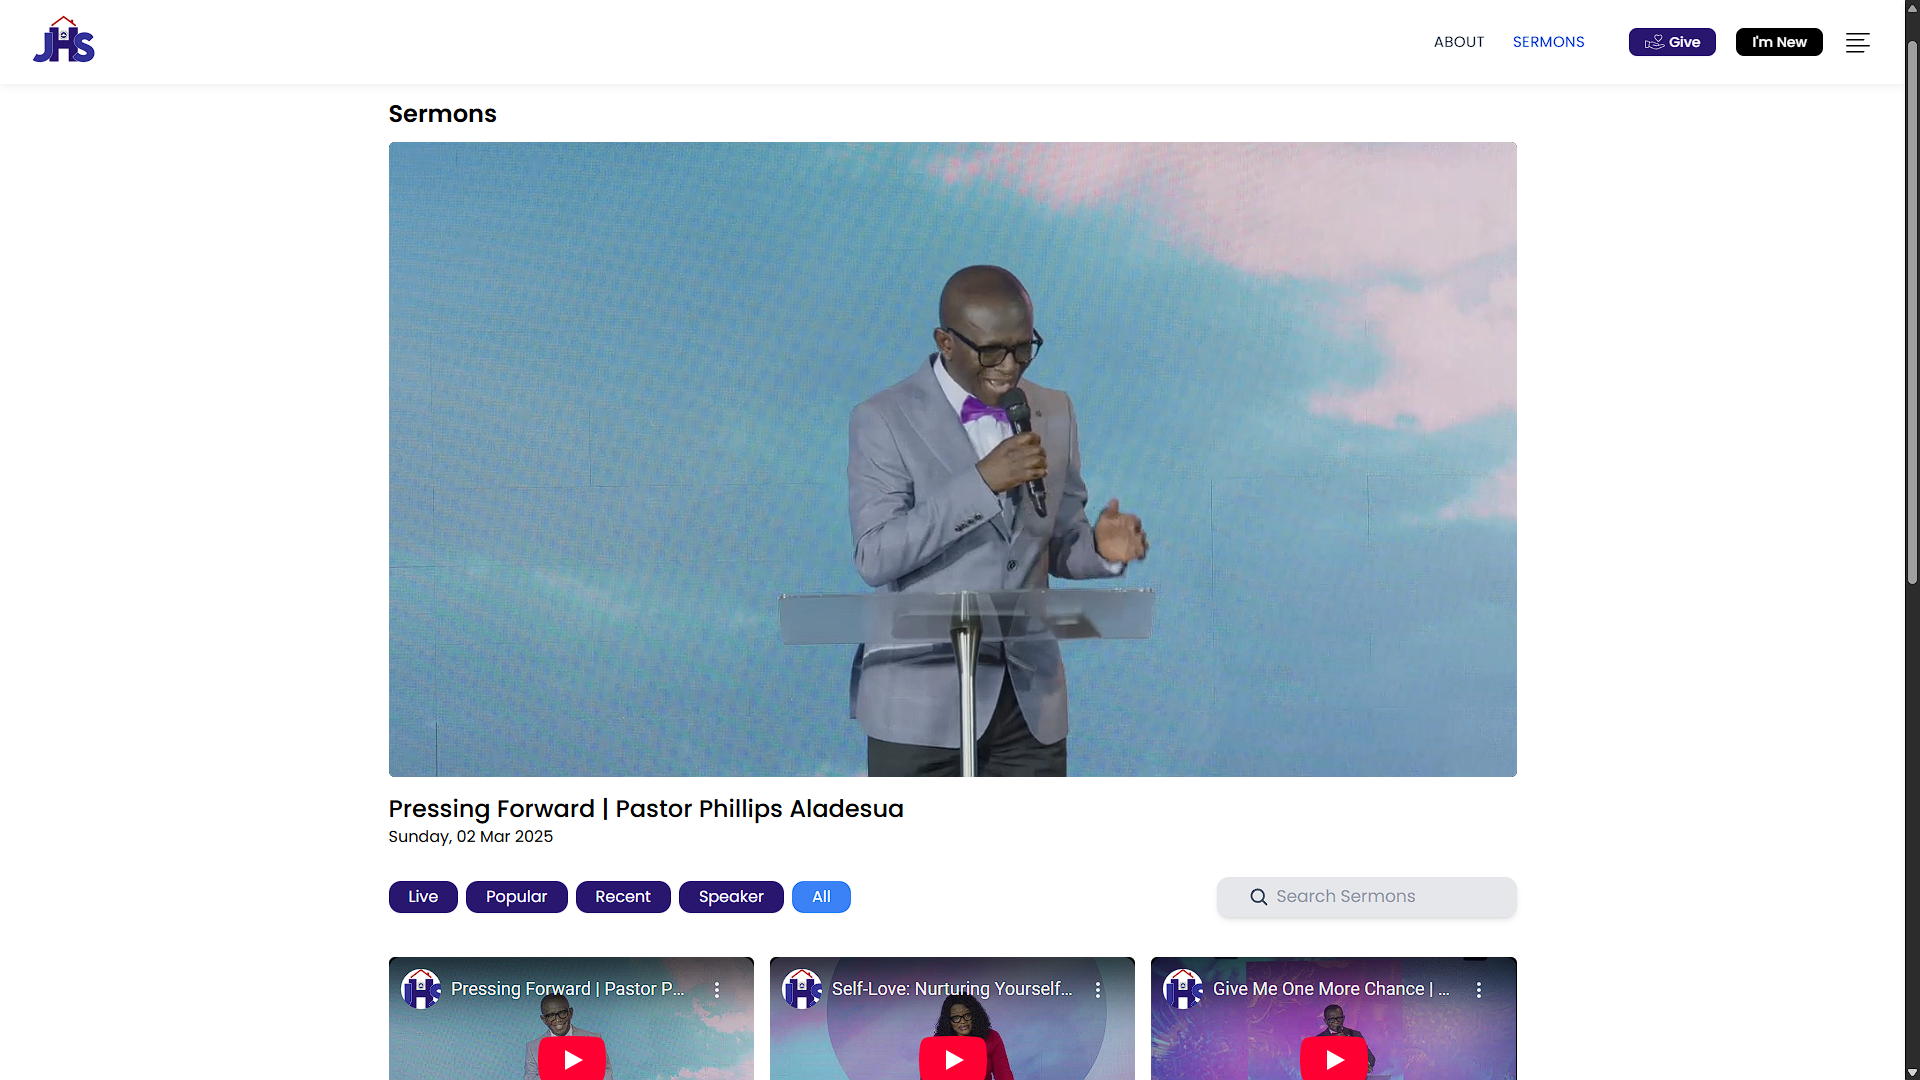 JHS
ABOUT
SERMONS
Give
I'm New
Sermons
Pressing Forward | Pastor Phillips Aladesua
Sunday, 02 Mar 2025
Live
Popular
Recent
Speaker
All
Search Sermons
Pressing Forward | Pastor P...
Self-Love: Nurturing Yourself...
Give Me One More Chance | ...